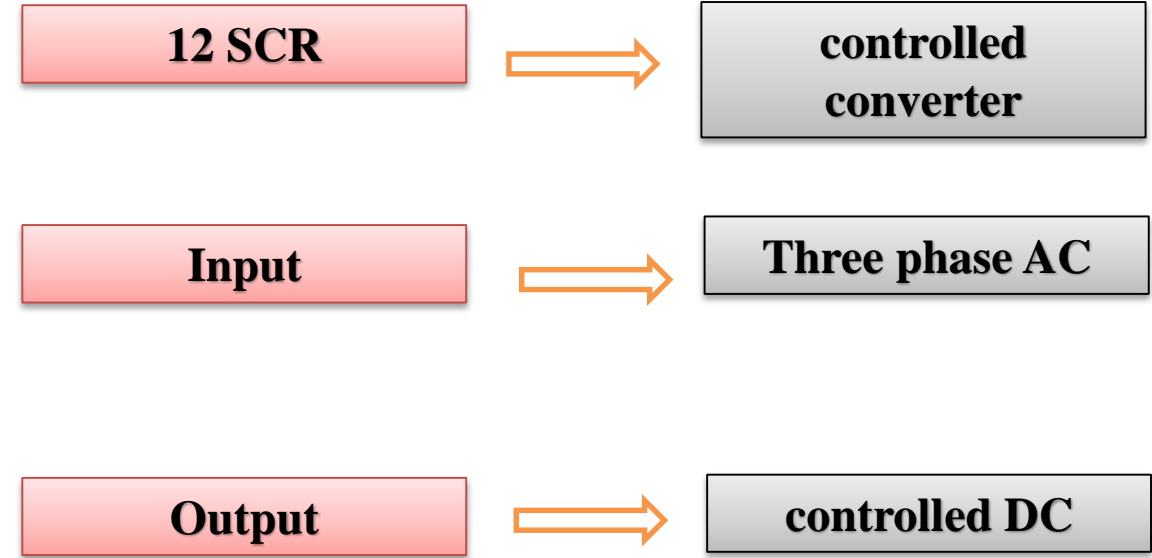 12 SCR
controlled
converter
Input
Three phase AC
Output
controlled DC